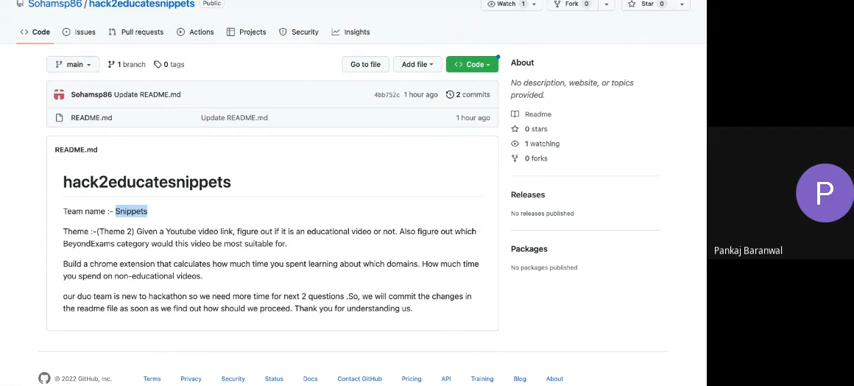 Sohamsp86 / hack2educatesnippets Public
Watch 1 Fork 0 Star 0
Code Issues Pull requests Actions Projects Security Insights
main 1 branch 0 tags Go to file Add file Code
Sohamsp86 Update README.md 4bb752c 1 hour ago 2 commits
README.md Update README.md 1 hour ago
README.md
hack2educatesnippets
Team name :- Snippets
Theme :-(Theme 2) Given a Youtube video link, figure out if it is an educational video or not. Also figure out which
BeyondExams category would this video be most suitable for.
Build a chrome extension that calculates how much time you spent learning about which domains. How much time
you spend on non-educational videos.
our duo team is new to hackathon so we need more time for next 2 questions .So, we will commit the changes in
the readme file as soon as we find out how should we proceed. Thank you for understanding us.
About
No description, website, or topics
provided.
Readme
0 stars
1 watching
0 forks
Releases
No releases published
Packages
No packages published
P
Pankaj Baranwal
© 2022 GitHub, Inc. Terms Privacy Security Status Docs Contact GitHub Pricing API Training Blog About